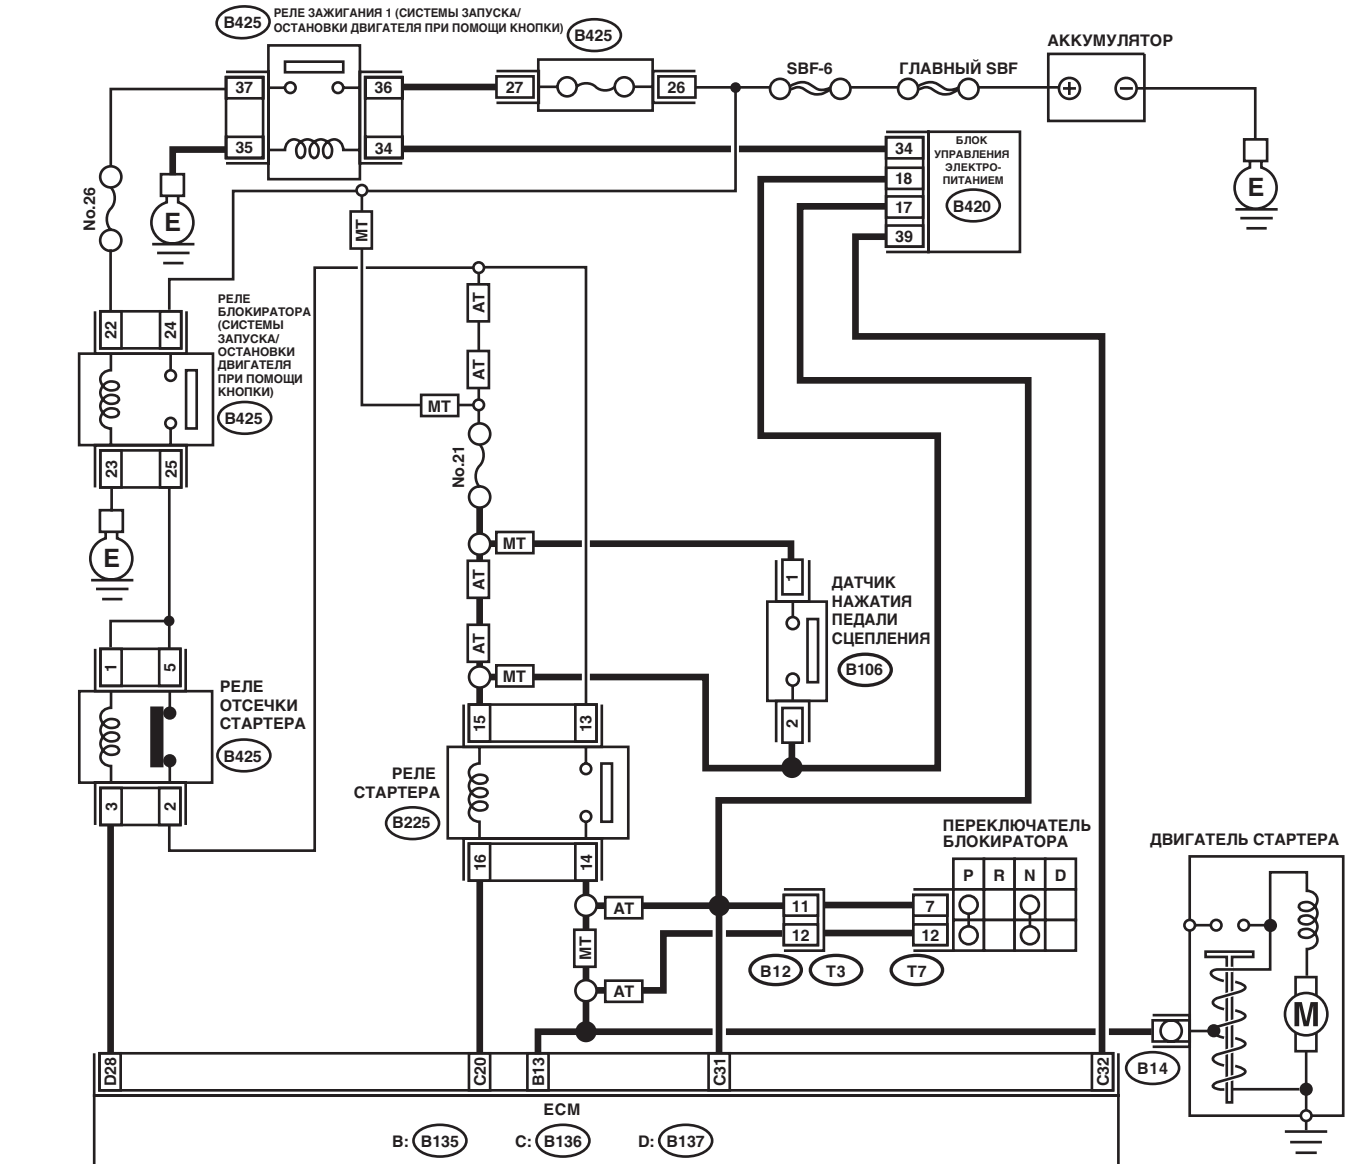 B425
РЕЛЕ ЗАЖИГАНИЯ 1 (СИСТЕМЫ ЗАПУСКА/
ОСТАНОВКИ ДВИГАТЕЛЯ ПРИ ПОМОЩИ КНОПКИ)
B425
АККУМУЛЯТОР
SBF-6
ГЛАВНЫЙ SBF
37
36
27
26
+
−
35
34
34
БЛОК
УПРАВЛЕНИЯ
ЭЛЕКТРО-
ПИТАНИЕМ
B420
18
17
39
No.26
E
E
MT
РЕЛЕ
БЛОКИРАТОРА
(СИСТЕМЫ
ЗАПУСКА/
ОСТАНОВКИ
ДВИГАТЕЛЯ
ПРИ ПОМОЩИ
КНОПКИ)
B425
22
24
23
25
E
AT
AT
MT
No.21
MT
AT
AT
MT
1
ДАТЧИК
НАЖАТИЯ
ПЕДАЛИ
СЦЕПЛЕНИЯ
B106
2
1
5
РЕЛЕ
ОТСЕЧКИ
СТАРТЕРА
B425
3
2
15
13
РЕЛЕ
СТАРТЕРА
B225
16
14
ПЕРЕКЛЮЧАТЕЛЬ
БЛОКИРАТОРА
P R N D
ДВИГАТЕЛЬ СТАРТЕРА
AT
11
7
12
12
MT
AT
B12
T3
T7
M
B14
D28
C20
B13
C31
C32
ECM
B: B135
C: B136
D: B137